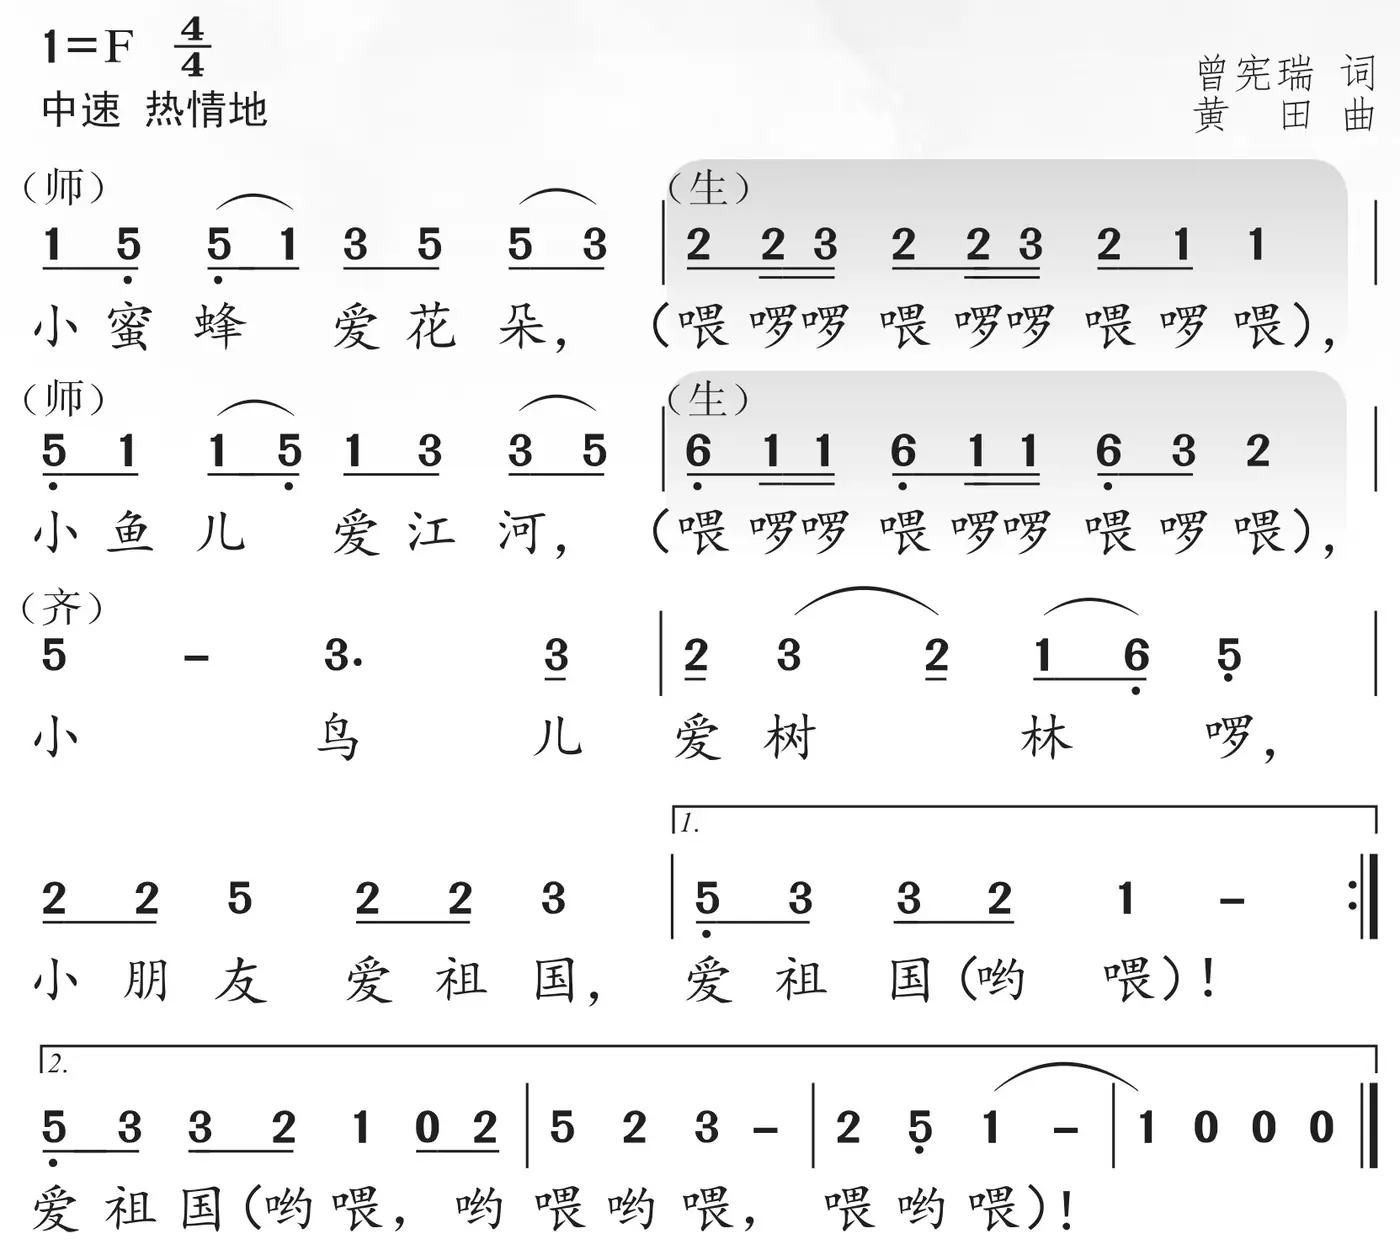 1=F 4/4
曾宪瑞 词
中速 热情地
黄田 曲
(师) (生)
1 5̣ 5̣ 1 3 5 5 3 | 2 2 3 2 2 3 2 1 1 |
小蜜蜂 爱花朵, (喂啰啰喂啰啰喂啰喂),
(师) (生)
5̣ 1 1 5̣ 1 3 3 5 | 6̣ 1 1 6̣ 1 1 6̣ 3 2 |
小鱼儿 爱江河, (喂啰啰喂啰啰喂啰喂),
(齐)
5 – 3. 3 | 2 3 2 1 6̣ 5̣ |
小 鸟 儿 爱树 林 啰,
1.
2 2 5 2 2 3 | 5̣ 3 3 2 1 – :‖
小朋友 爱祖国, 爱祖国(哟 喂)!
2.
5̣ 3 3 2 1 0 2 | 5 2 3 – | 2 5̣ 1 – | 1 0 0 0 ‖
爱祖国(哟喂, 哟喂哟喂, 喂哟喂)!